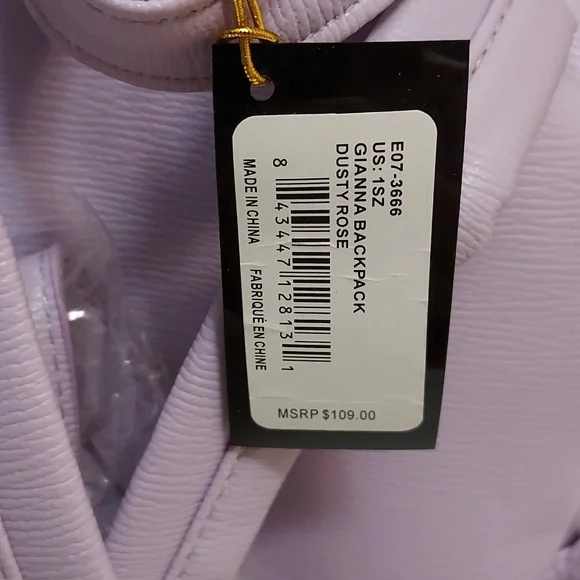 E07-3666
US: 1SZ
GIANNA BACKPACK
DUSTY ROSE
8 43447 12813 1
MADE IN CHINA FABRIQUÉ EN CHINE
MSRP $109.00